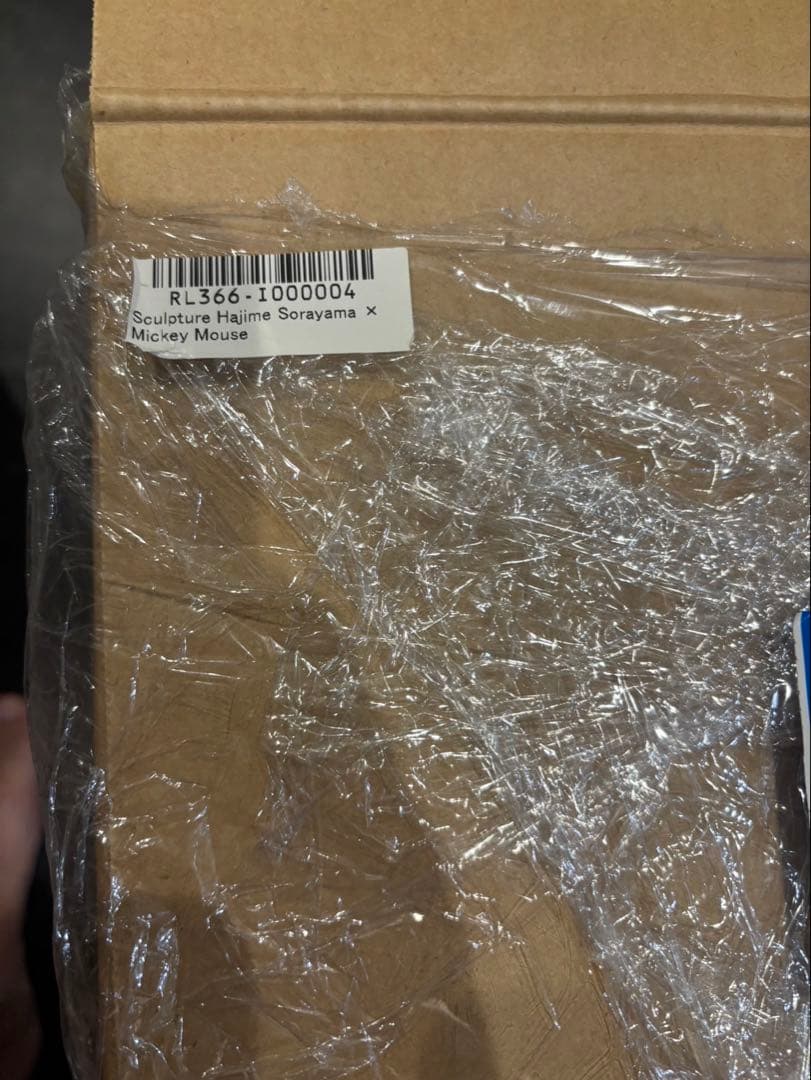 RL366-I000004
Sculpture Hajime Sorayama ×
Mickey Mouse